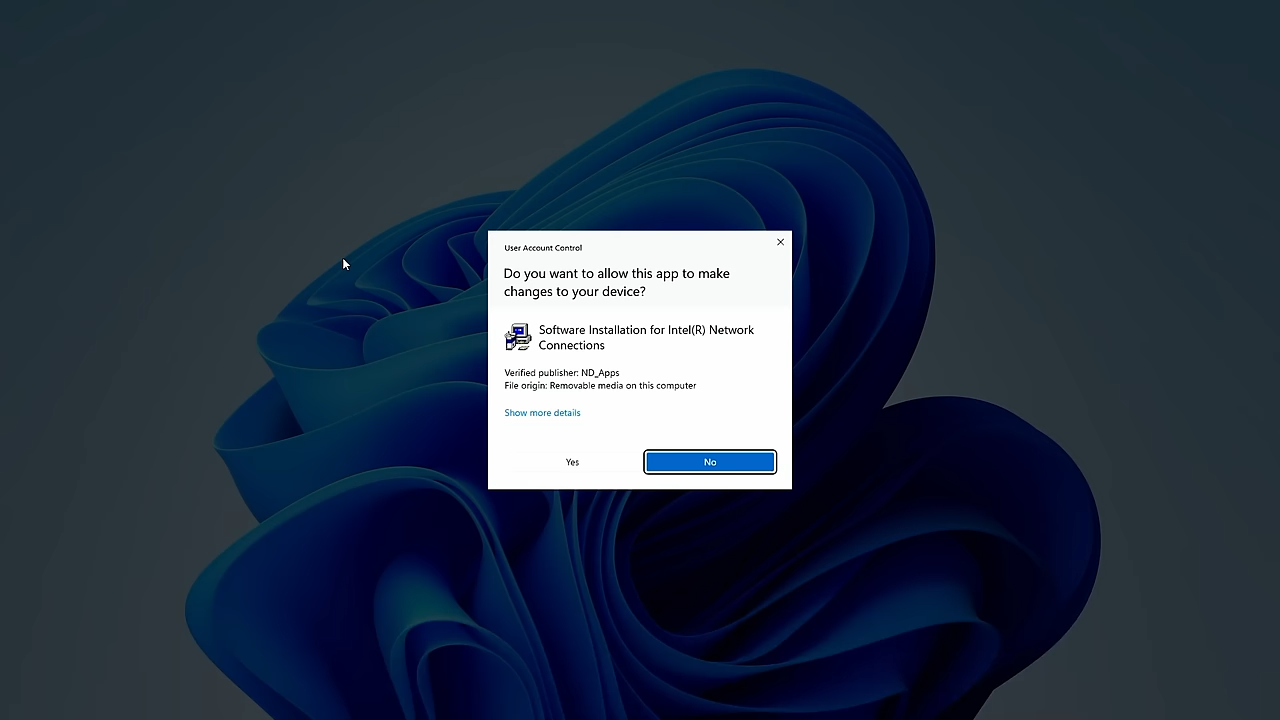 User Account Control
Do you want to allow this app to make
changes to your device?
Software Installation for Intel(R) Network
Connections
Verified publisher: ND_Apps
File origin: Removable media on this computer
Show more details
Yes
No